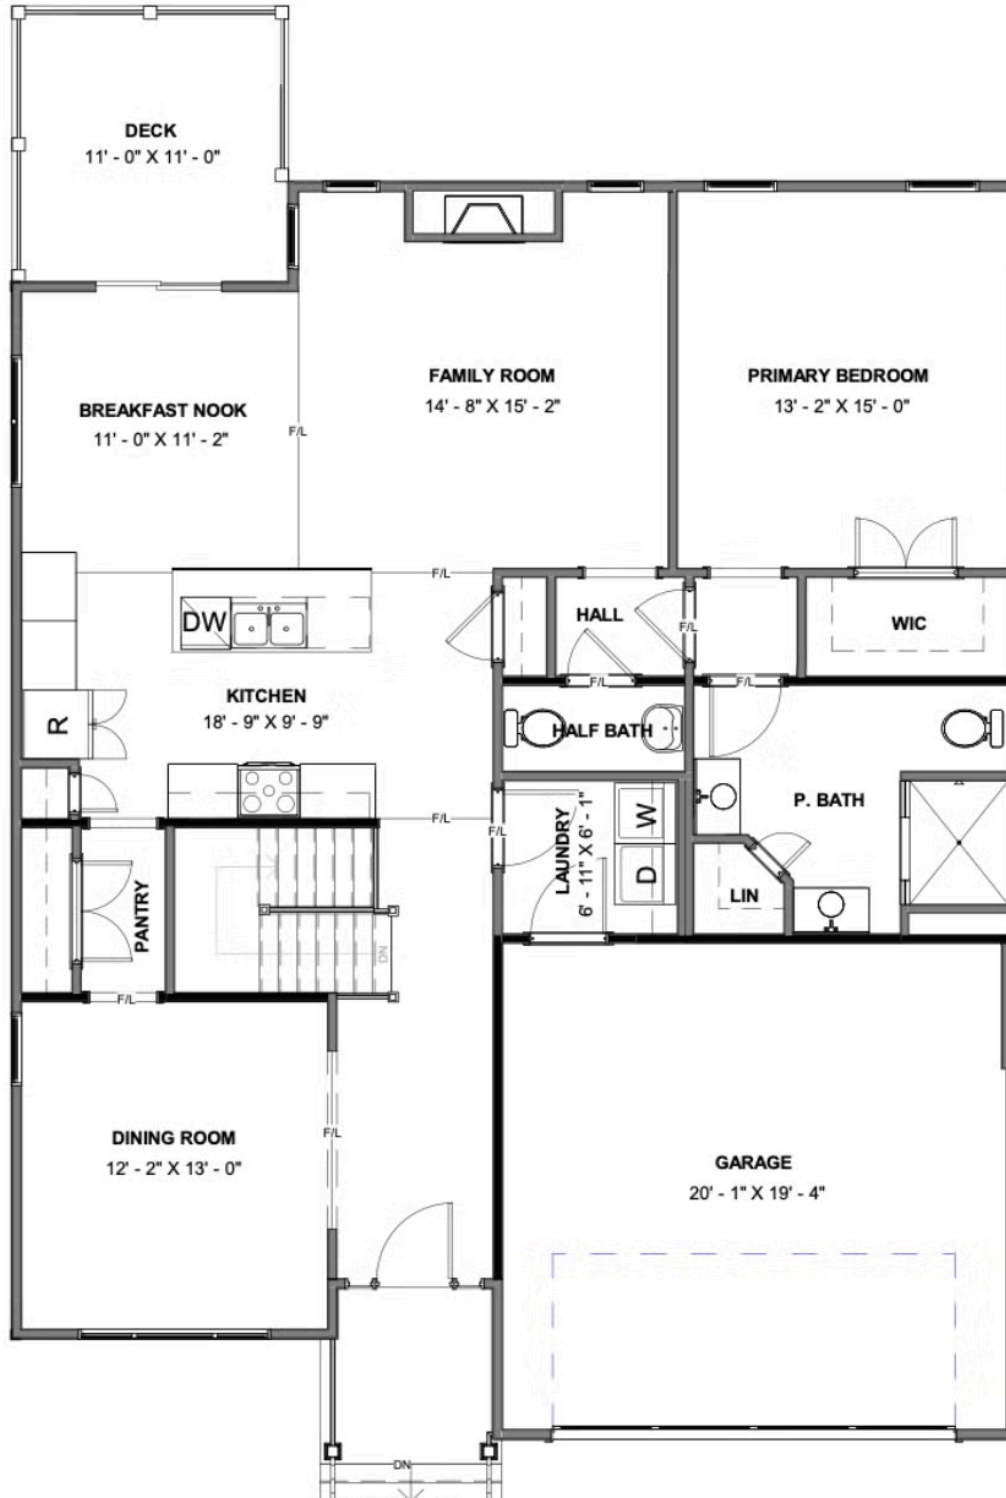 DECK
11' - 0" X 11' - 0"
FAMILY ROOM
14' - 8" X 15' - 2"
PRIMARY BEDROOM
13' - 2" X 15' - 0"
BREAKFAST NOOK
11' - 0" X 11' - 2"
F/L
F/L
DW
HALL
F/L
WIC
F/L
F/L
KITCHEN
18' - 9" X 9' - 9"
R
HALF BATH
P. BATH
F/L
F/L
LAUNDRY
6' - 11" X 6' - 1"
W
D
LIN
PANTRY
DN
F/L
DINING ROOM
12' - 2" X 13' - 0"
F/L
GARAGE
20' - 1" X 19' - 4"
DN